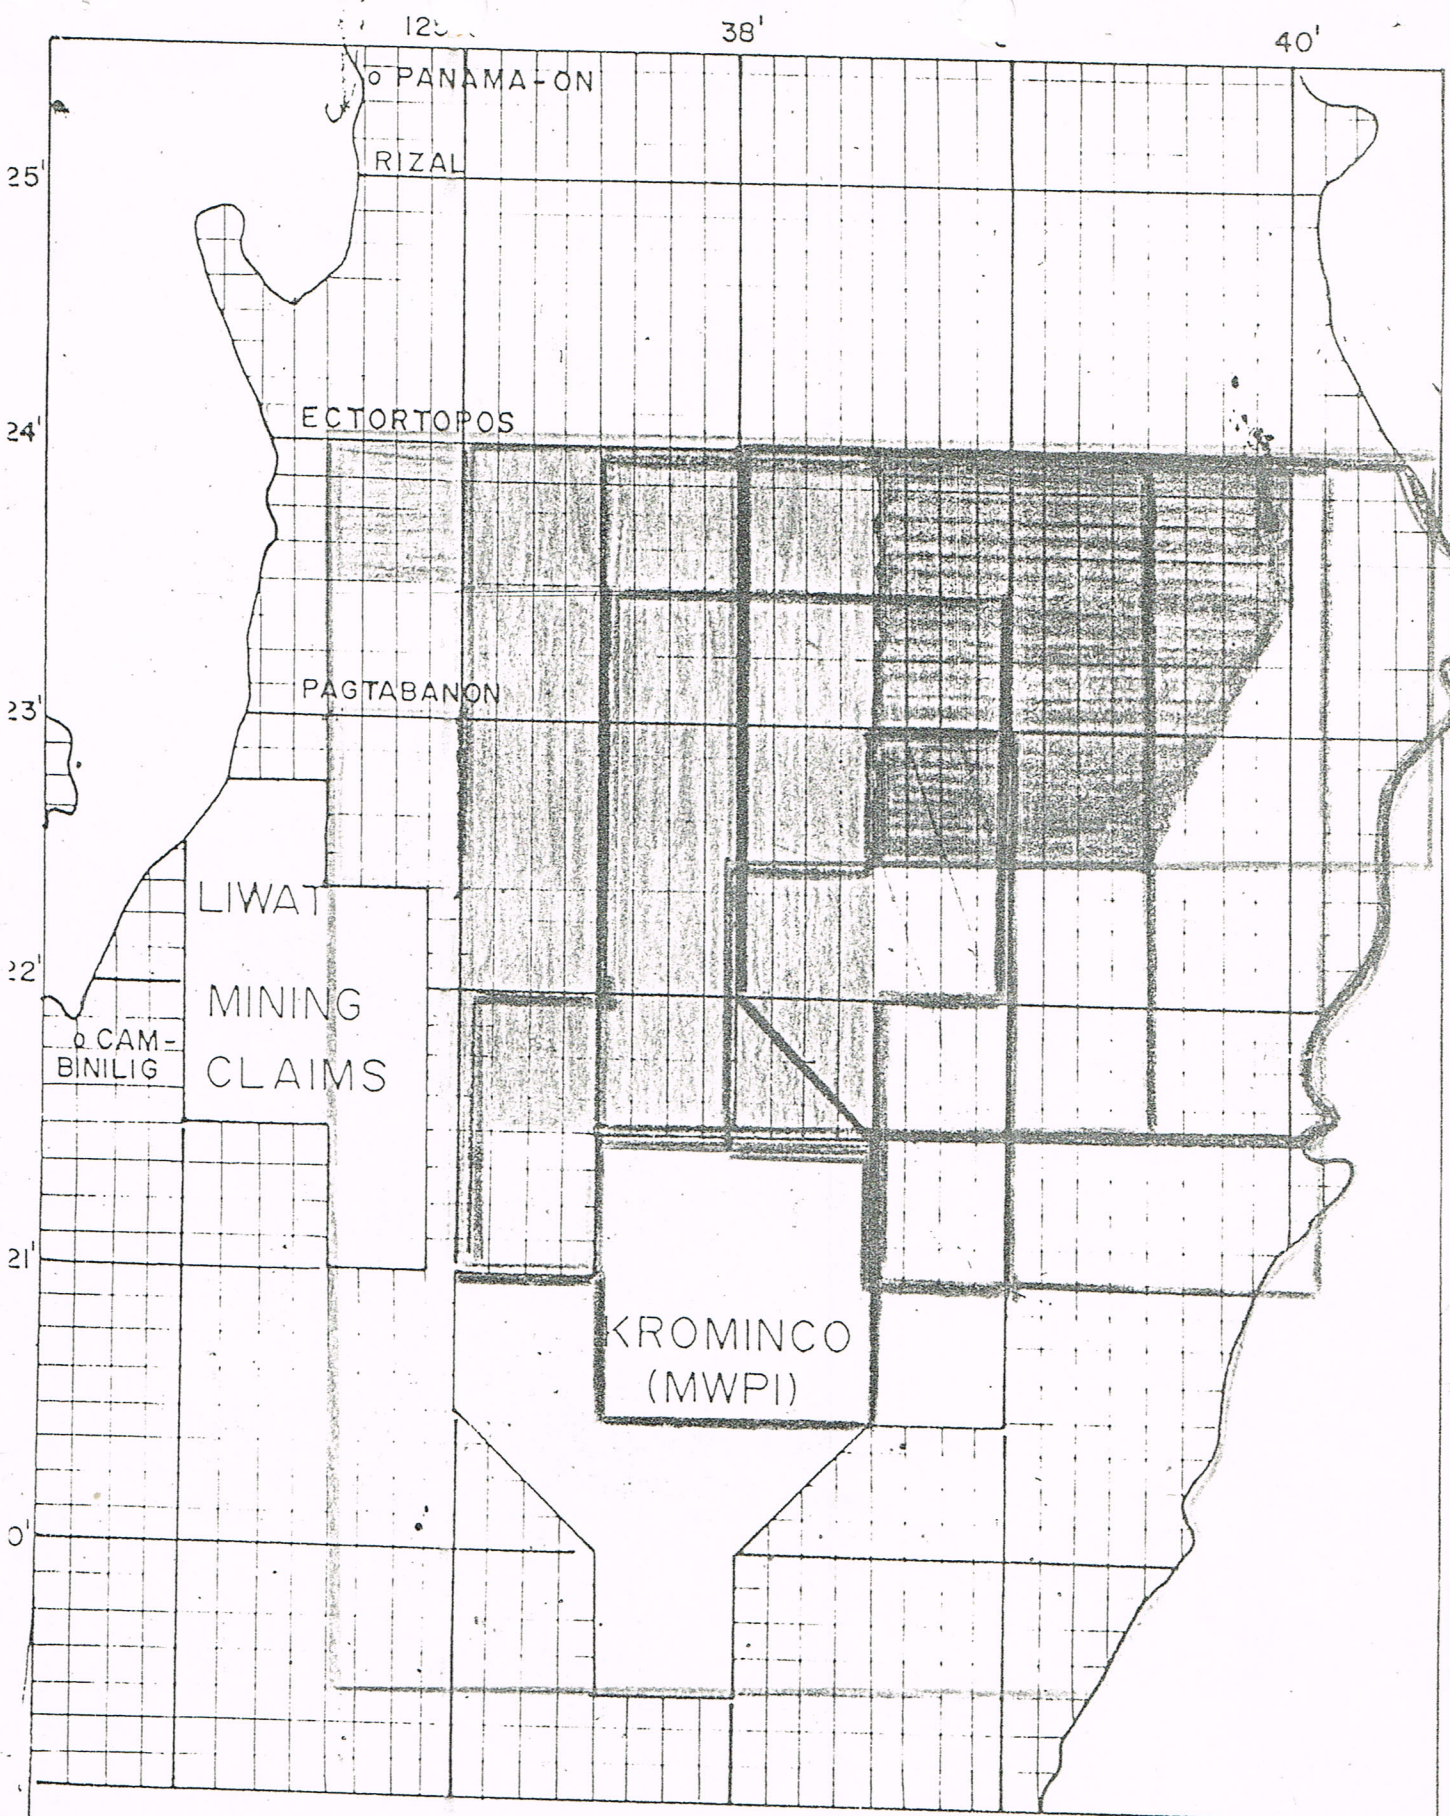 38'
40'
PANAMA-ON
25'
RIZAL
24'
ECTORTOPOS
23'
PAGTABANON
LIWAT
22'
MINING
CAM-
BINILIG
CLAIMS
21'
KROMINCO
(MWPI)
0'